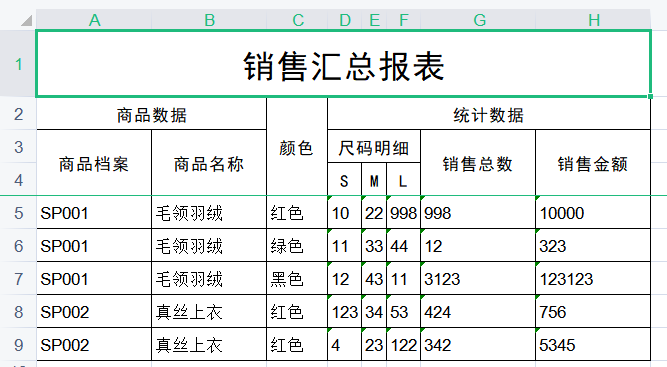 A B C D E F G H
1 销售汇总报表
2 商品数据 颜色 统计数据
3 商品档案 商品名称 尺码明细 销售总数 销售金额
4 S M L
5 SP001 毛领羽绒 红色 10 22 998 998 10000
6 SP001 毛领羽绒 绿色 11 33 44 12 323
7 SP001 毛领羽绒 黑色 12 43 11 3123 123123
8 SP002 真丝上衣 红色 123 34 53 424 756
9 SP002 真丝上衣 红色 4 23 122 342 5345